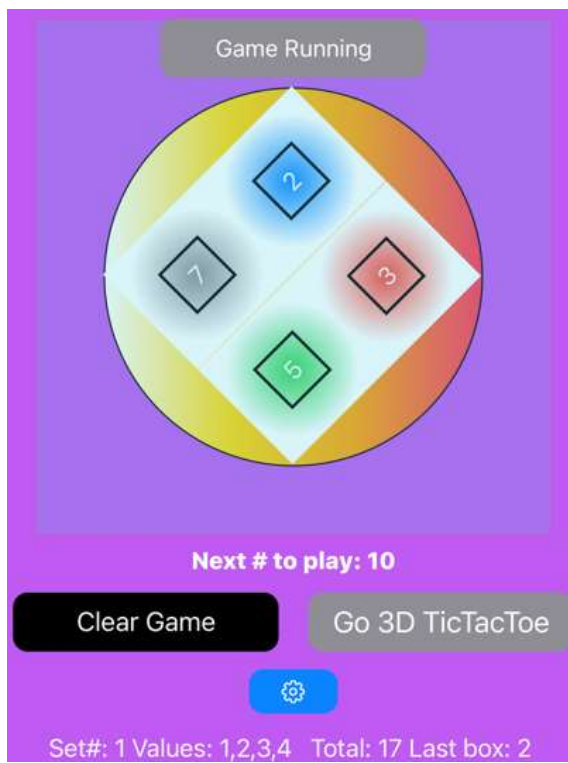 Game Running
2
7
3
5
Next # to play: 10
Clear Game
Go 3D TicTacToe
Set#: 1 Values: 1,2,3,4 Total: 17 Last box: 2